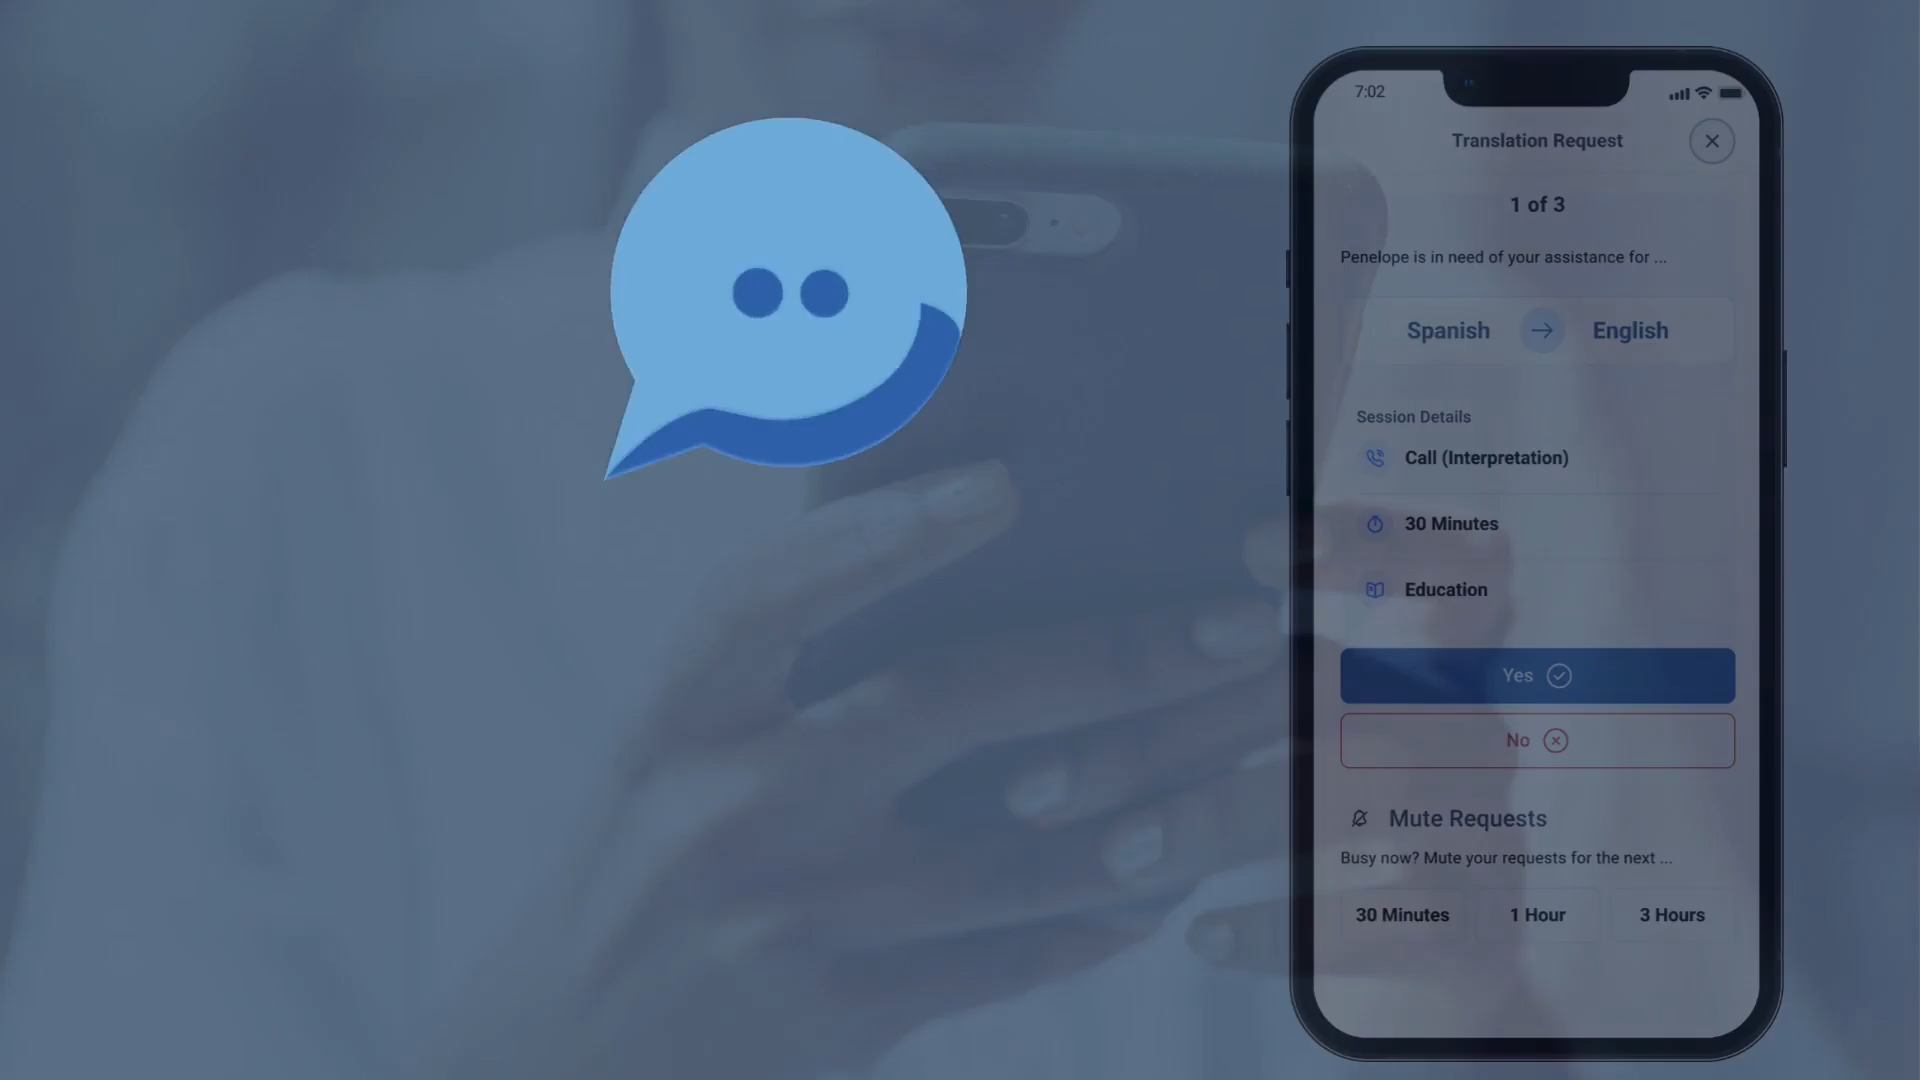 7:02
Translation Request
1 of 3
Penelope is in need of your assistance for ...
Spanish → English
Session Details
Call (Interpretation)
30 Minutes
Education
Yes
No
Mute Requests
Busy now? Mute your requests for the next ...
30 Minutes 1 Hour 3 Hours